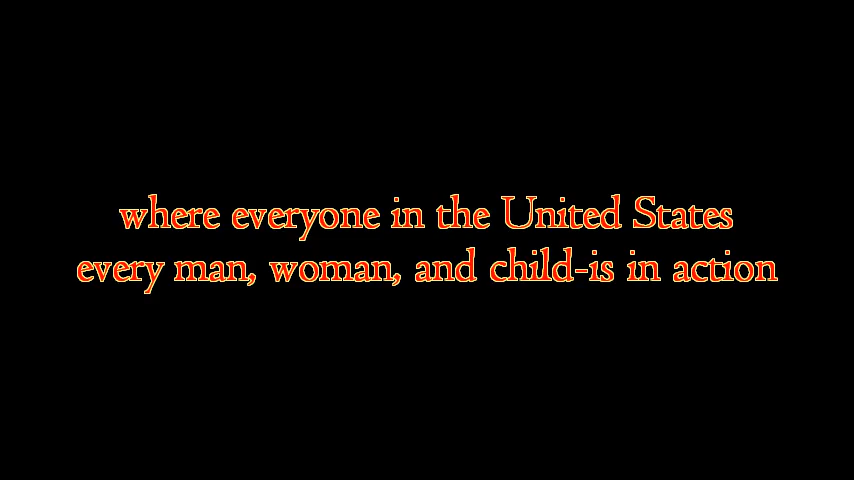 where everyone in the United States
every man, woman, and child-is in action